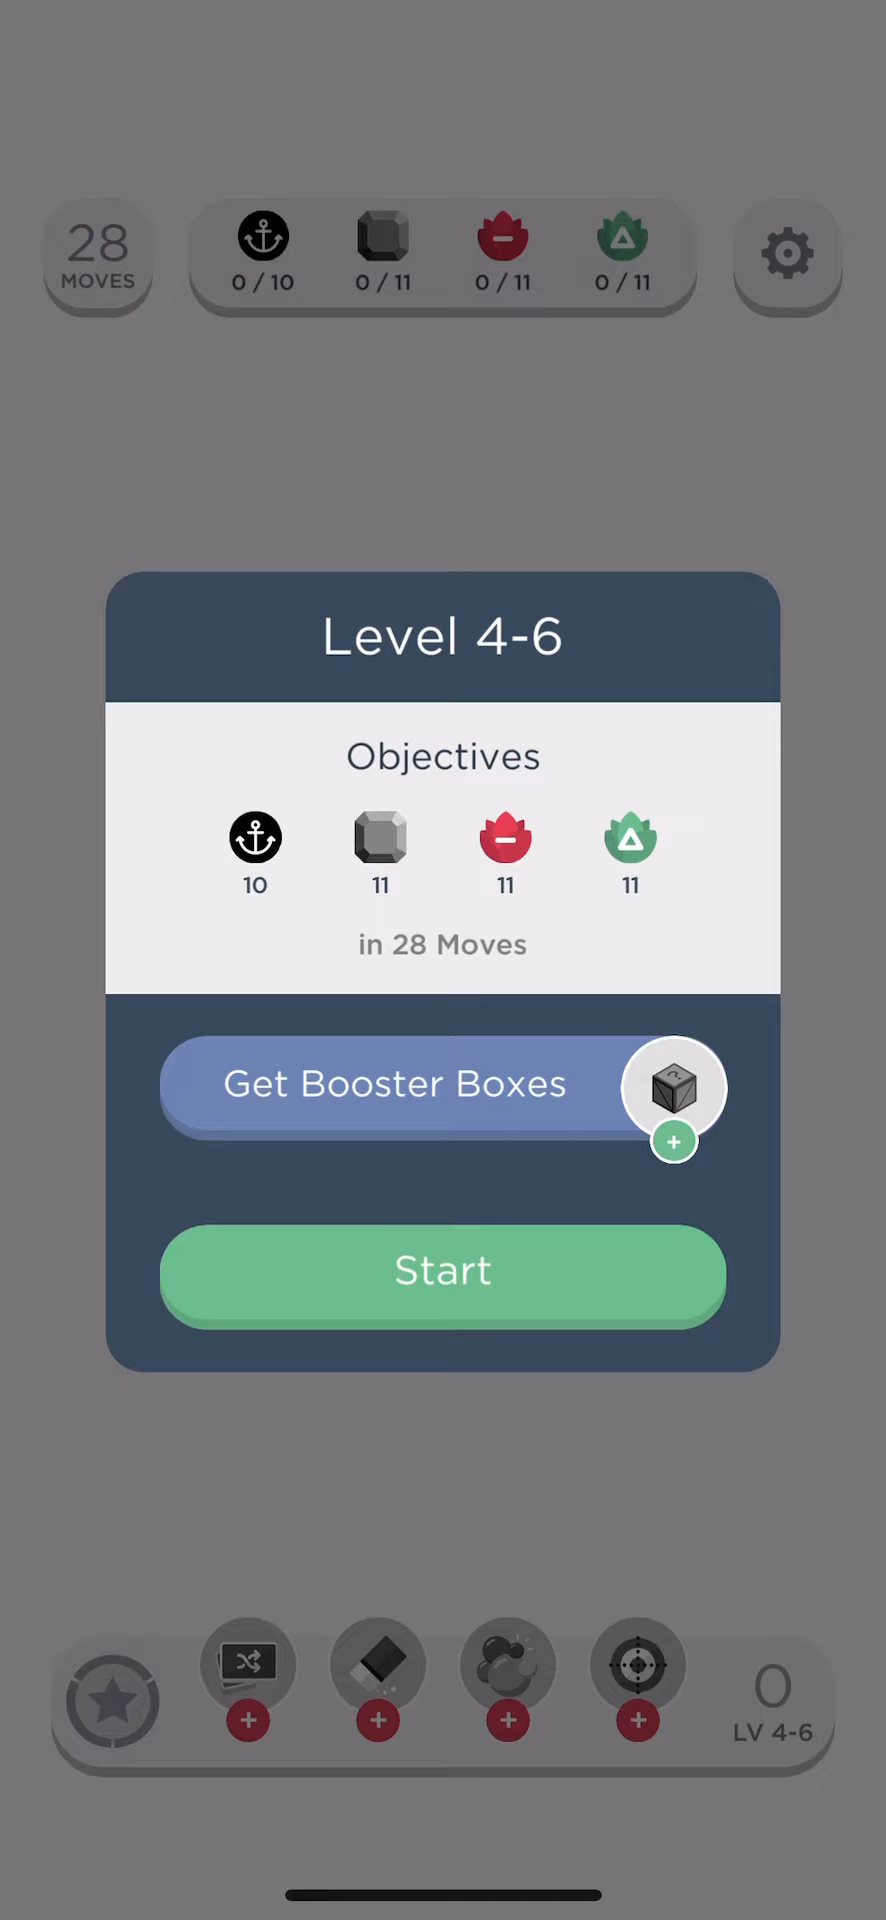 28
MOVES
0 / 10
0 / 11
0 / 11
0 / 11
Level 4-6
Objectives
10
11
11
11
in 28 Moves
Get Booster Boxes
?
+
Start
+
+
+
+
0
LV 4-6